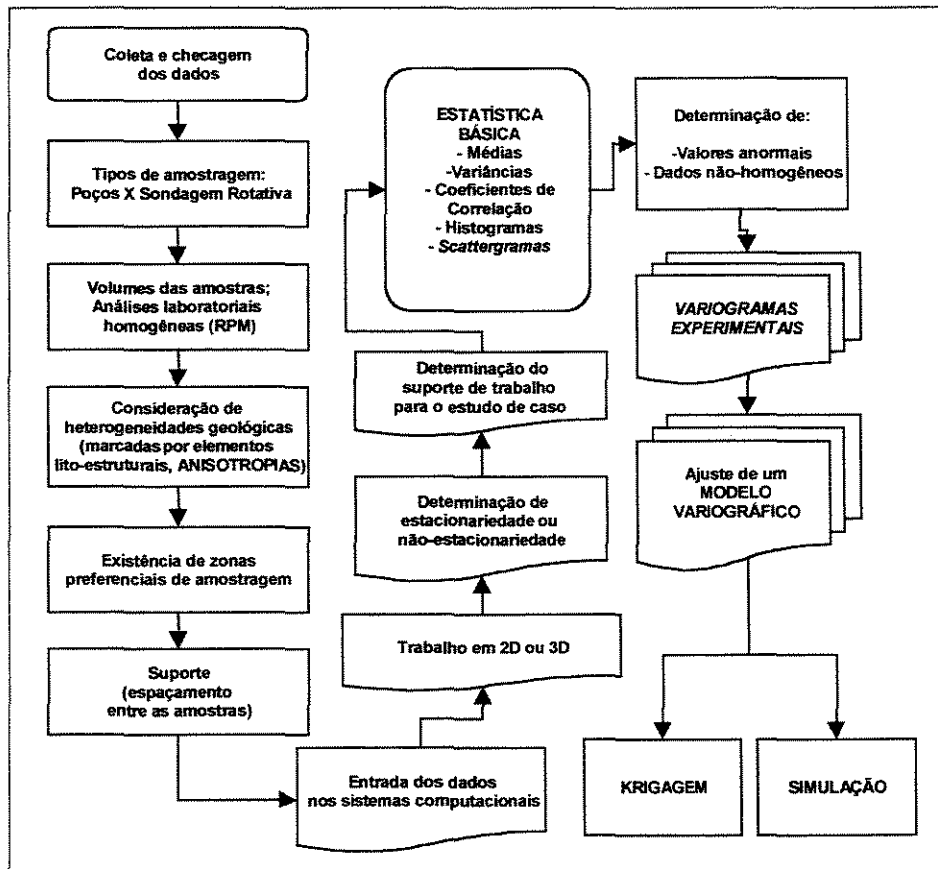 Coleta e checagem
dos dados
Tipos de amostragem:
Poços X Sondagem Rotativa
Volumes das amostras;
Análises laboratoriais
homogêneas (RPM)
Consideração de
heterogeneidades geológicas
(marcadas por elementos
lito-estruturais, ANISOTROPIAS)
Existência de zonas
preferenciais de amostragem
Suporte
(espaçamento
entre as amostras)
Entrada dos dados
nos sistemas computacionais
Trabalho em 2D ou 3D
Determinação de
estacionariedade ou
não-estacionariedade
Determinação do
suporte de trabalho
para o estudo de caso
ESTATÍSTICA
BÁSICA
- Médias
-Variâncias
- Coeficientes de
Correlação
- Histogramas
- Scattergramas
Determinação de:
-Valores anormais
- Dados não-homogêneos
VARIOGRAMAS
EXPERIMENTAIS
Ajuste de um
MODELO
VARIOGRÁFICO
KRIGAGEM
SIMULAÇÃO